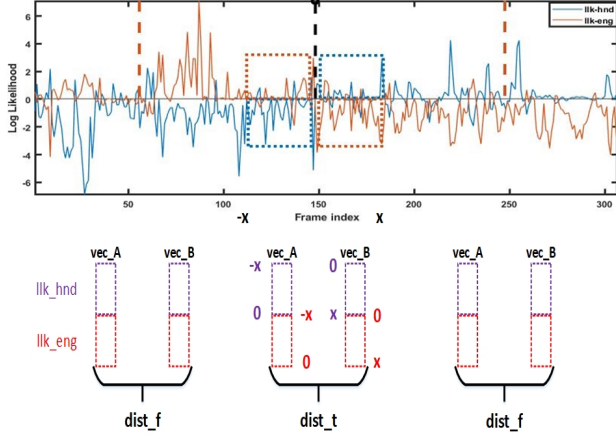 llk-hnd
llk-eng
Log Likelihood
6
4
2
0
-2
-4
-6
50
100
150
200
250
300
Frame index
-x
x
vec_A
vec_B
vec_A
vec_B
vec_A
vec_B
llk_hnd
-x
0
0
x
llk_eng
-x
0
0
x
dist_f
dist_t
dist_f